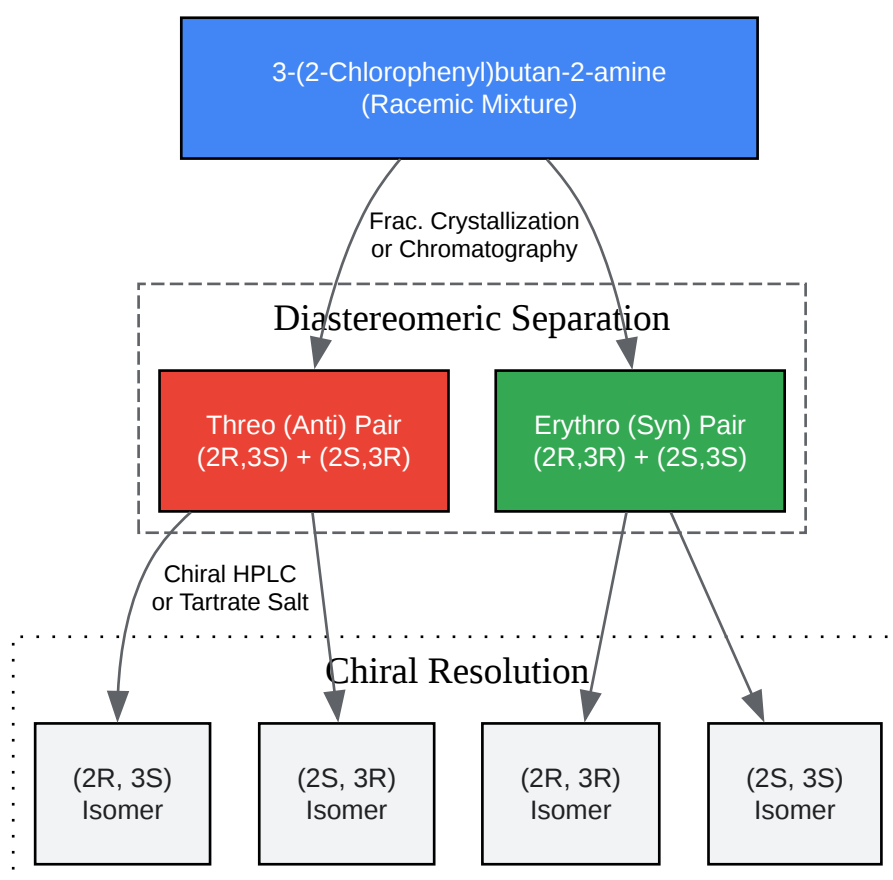 3-(2-Chlorophenyl)butan-2-amine
(Racemic Mixture)
Frac. Crystallization
or Chromatography
Diastereomeric Separation
Threo (Anti) Pair
(2R,3S) + (2S,3R)
Erythro (Syn) Pair
(2R,3R) + (2S,3S)
Chiral HPLC
or Tartrate Salt
Chiral Resolution
(2R, 3S)
Isomer
(2S, 3R)
Isomer
(2R, 3R)
Isomer
(2S, 3S)
Isomer